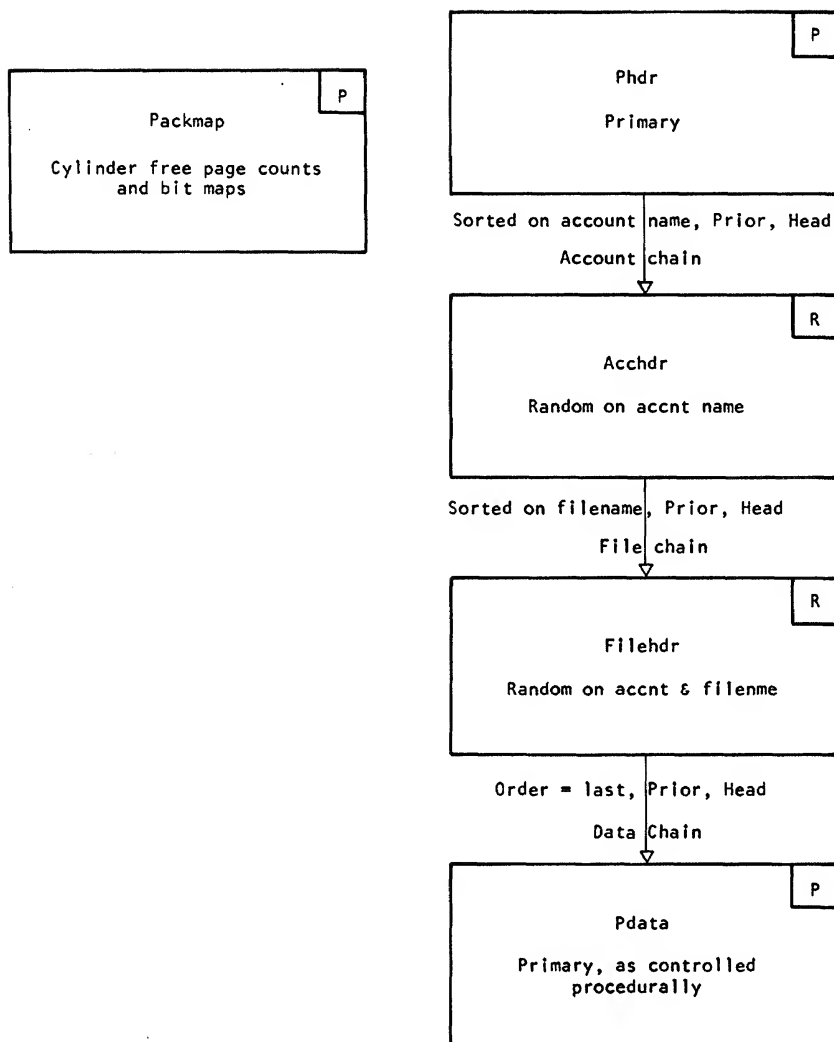 P
Packmap
Cylinder free page counts
and bit maps
P
Phdr
Primary
Sorted on account name, Prior, Head
Account chain
R
Acchdr
Random on accnt name
Sorted on filename, Prior, Head
File chain
R
Filehdr
Random on accnt & filenme
Order = last, Prior, Head
Data Chain
P
Pdata
Primary, as controlled
procedurally